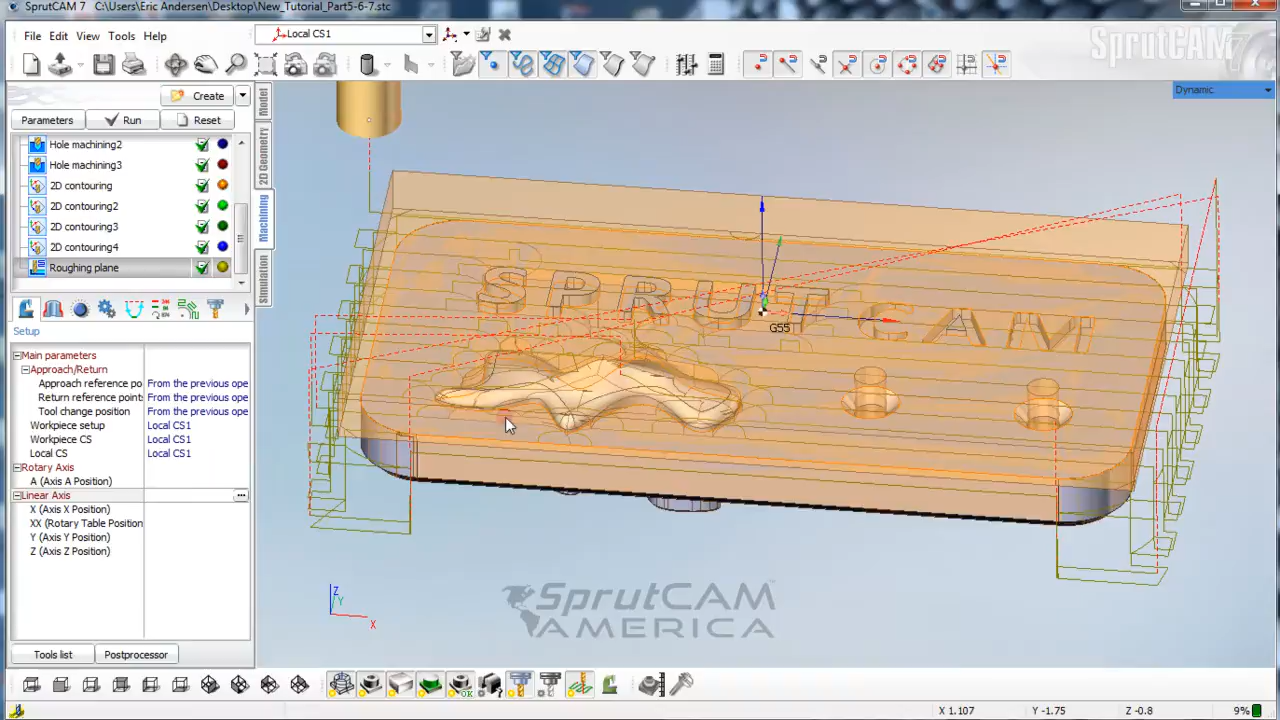 SprutCAM 7 C:\Users\Eric Andersen\Desktop\New_Tutorial_Part5-6-7.stc
File Edit View Tools Help
Local CS1
SprutCAM 7
Create
Dynamic
Parameters Run Reset
Model
2D Geometry
Machining
Simulation
Hole machining2
Hole machining3
2D contouring
2D contouring2
2D contouring3
2D contouring4
Roughing plane
Setup
Main parameters
Approach/Return
Approach reference po From the previous ope
Return reference point From the previous ope
Tool change position From the previous ope
Workpiece setup Local CS1
Workpiece CS Local CS1
Local CS Local CS1
Rotary Axis
A (Axis A Position)
Linear Axis
X (Axis X Position)
XX (Rotary Table Position
Y (Axis Y Position)
Z (Axis Z Position)
Tools list Postprocessor
SPRUT CAM
G55
Z
Y
X
SprutCAM
AMERICA
OK
X 1.107 Y -1.75 Z -0.8 9%